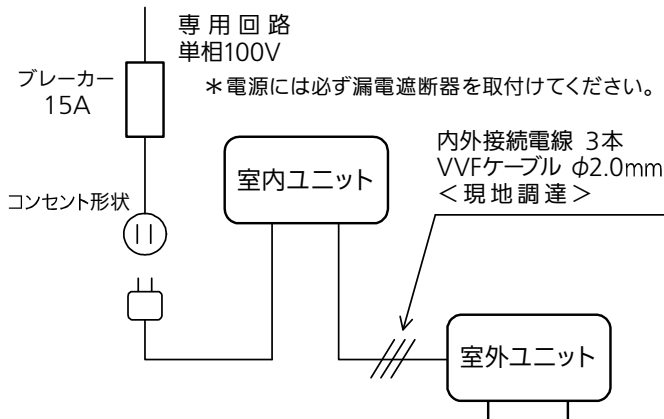 専用回路
単相100V
＊電源には必ず漏電遮断器を取付けてください。
ブレーカー
15A
コンセント形状
室内ユニット
内外接続電線 3本
VVFケーブル φ2.0mm
＜現地調達＞
室外ユニット